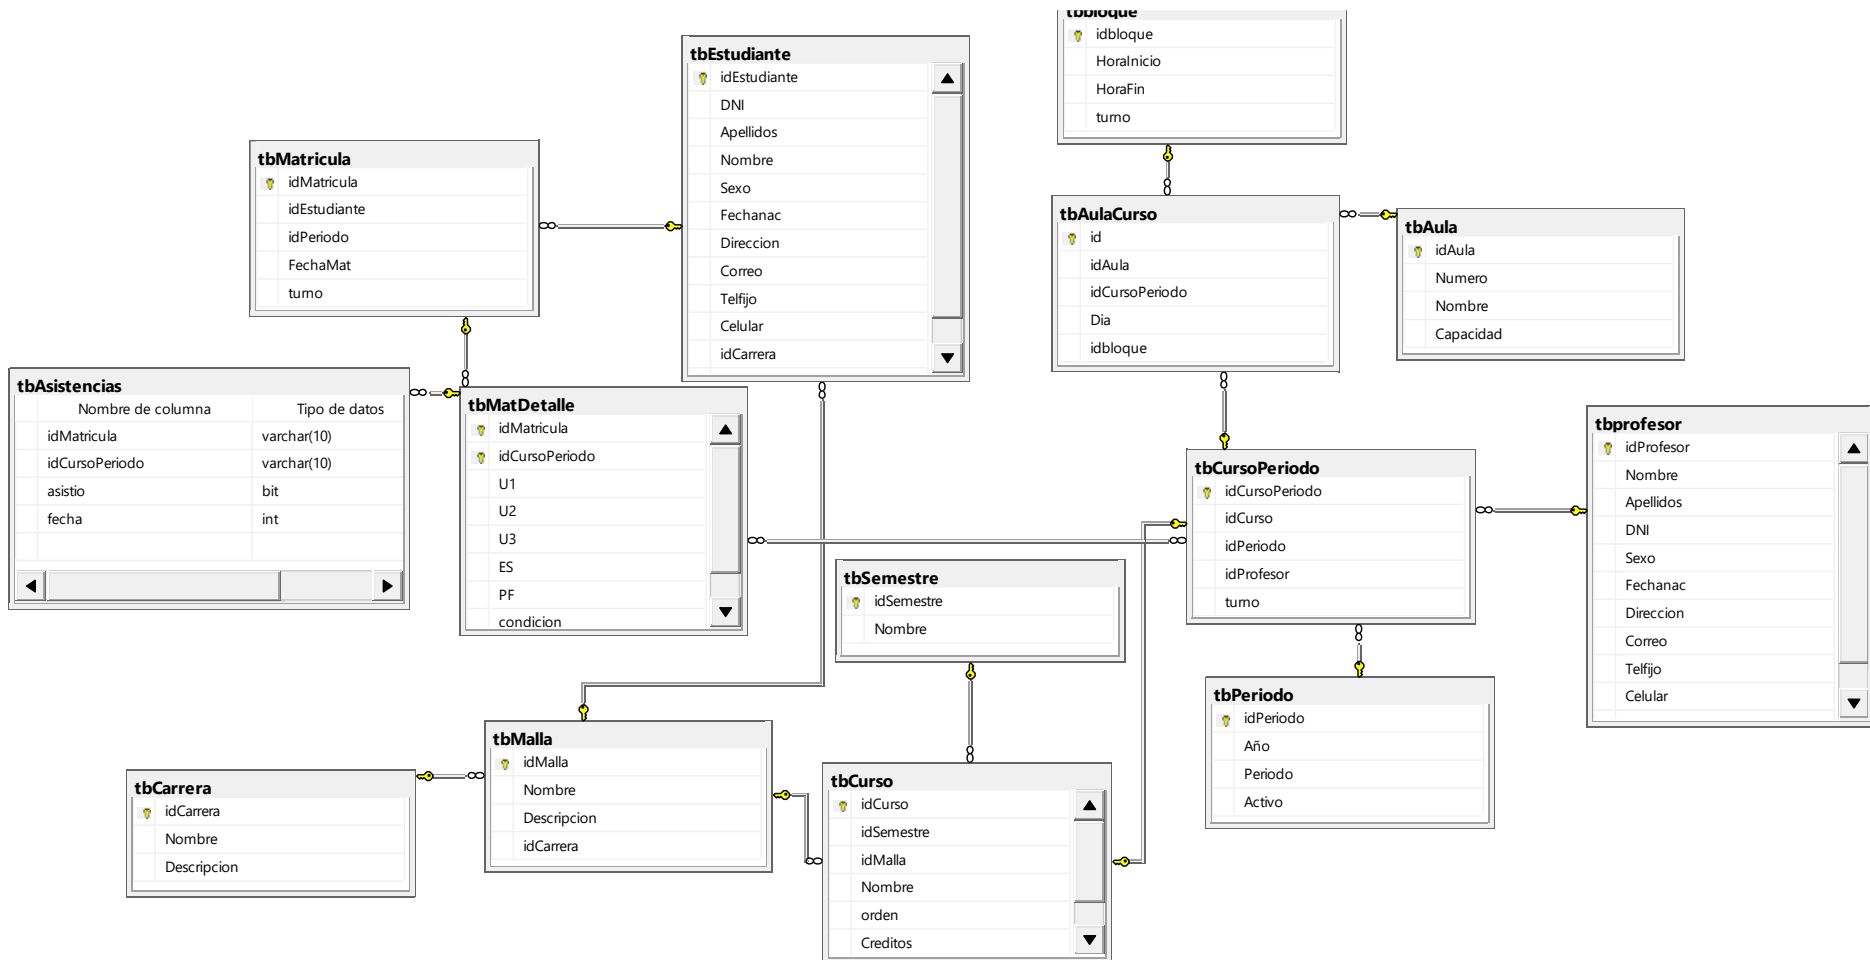 tbbloque
idbloque
HoraInicio
HoraFin
turno
tbEstudiante
idEstudiante
DNI
Apellidos
Nombre
Sexo
Fechanac
Direccion
Correo
Telfijo
Celular
idCarrera
tbMatricula
idMatricula
idEstudiante
idPeriodo
FechaMat
turno
tbAulaCurso
id
idAula
idCursoPeriodo
Dia
idbloque
tbAula
idAula
Numero
Nombre
Capacidad
tbAsistencias
Nombre de columna Tipo de datos
idMatricula varchar(10)
idCursoPeriodo varchar(10)
asistio bit
fecha int
tbMatDetalle
idMatricula
idCursoPeriodo
U1
U2
U3
ES
PF
condicion
tbCursoPeriodo
idCursoPeriodo
idCurso
idPeriodo
idProfesor
turno
tbprofesor
idProfesor
Nombre
Apellidos
DNI
Sexo
Fechanac
Direccion
Correo
Telfijo
Celular
tbSemestre
idSemestre
Nombre
tbPeriodo
idPeriodo
Año
Periodo
Activo
tbMalla
idMalla
Nombre
Descripcion
idCarrera
tbCarrera
idCarrera
Nombre
Descripcion
tbCurso
idCurso
idSemestre
idMalla
Nombre
orden
Creditos